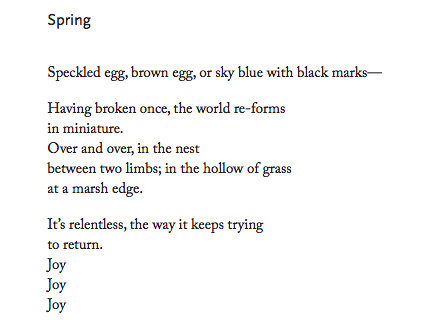 Spring
Speckled egg, brown egg, or sky blue with black marks—
Having broken once, the world re-forms
in miniature.
Over and over, in the nest
between two limbs; in the hollow of grass
at a marsh edge.
It’s relentless, the way it keeps trying
to return.
Joy
Joy
Joy